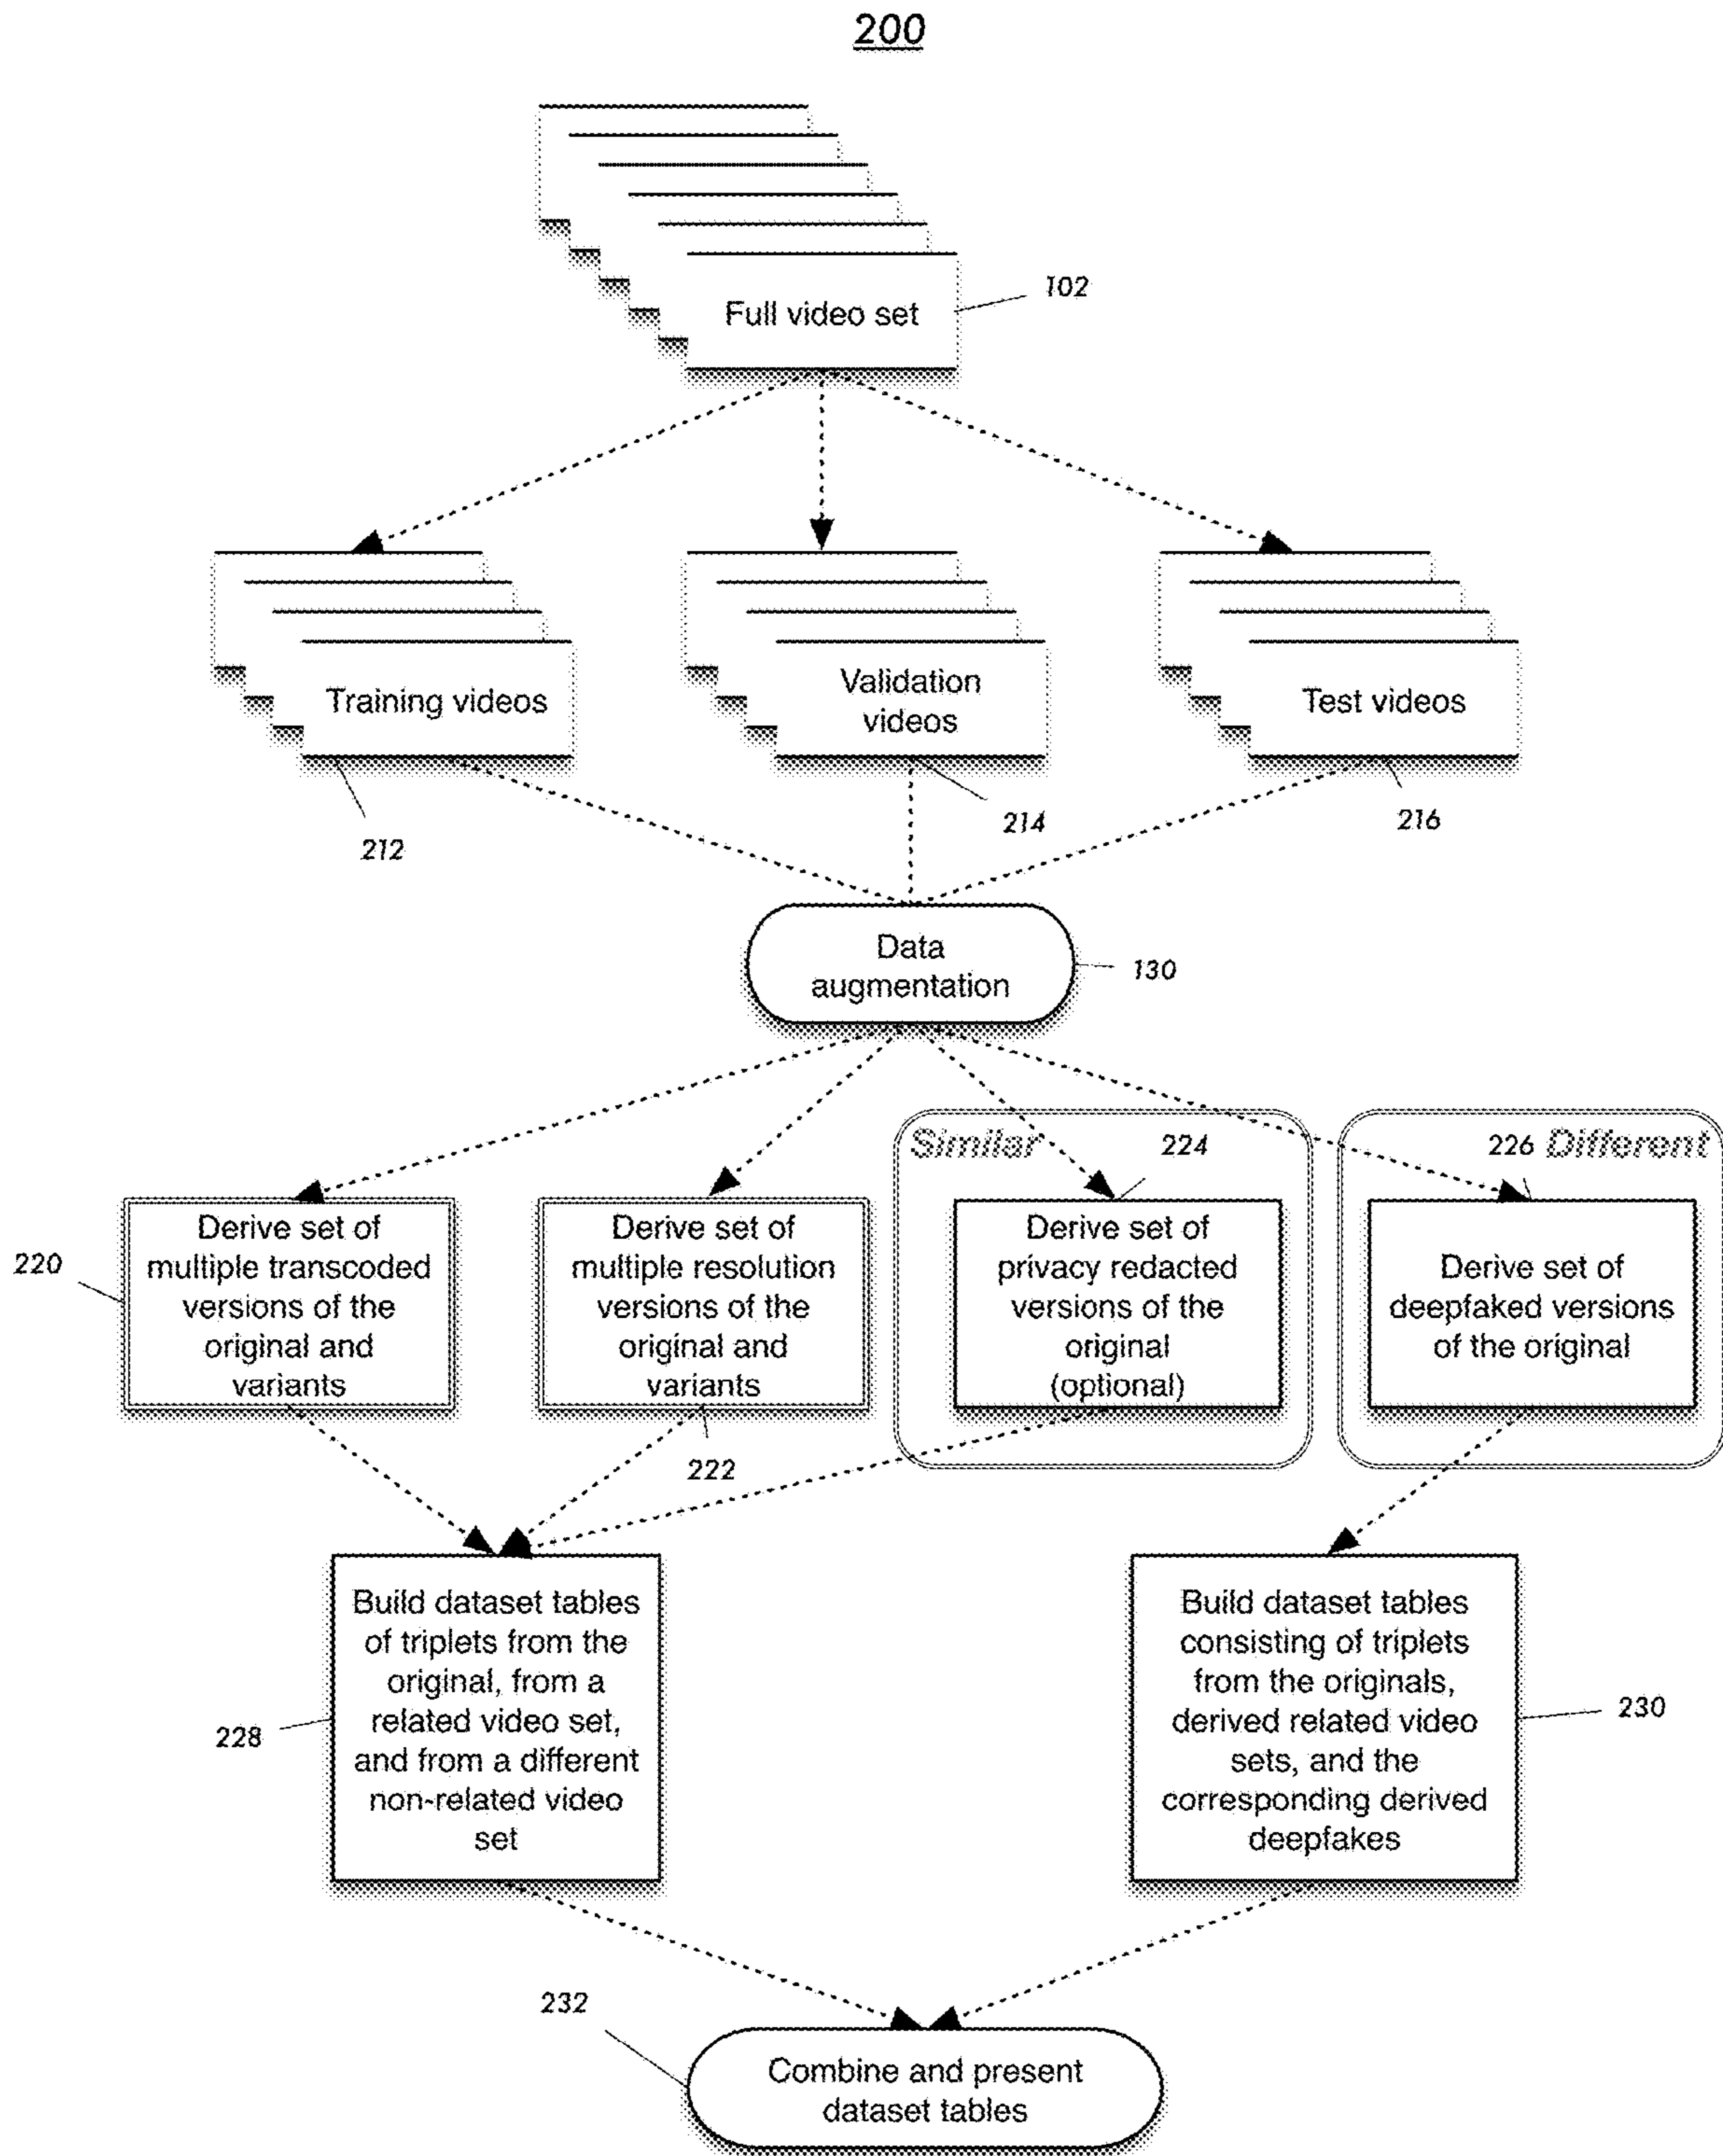 200
102
Full video set
Training videos
Validation
videos
Test videos
212
214
216
Data
augmentation
130
Similar
224
226
Different
220
Derive set of
multiple transcoded
versions of the
original and
variants
Derive set of
multiple resolution
versions of the
original and
variants
222
Derive set of
privacy redacted
versions of the
original
(optional)
Derive set of
deepfaked versions
of the original
228
Build dataset tables
of triplets from the
original, from a
related video set,
and from a different
non-related video
set
Build dataset tables
consisting of triplets
from the originals,
derived related video
sets, and the
corresponding derived
deepfakes
230
232
Combine and present
dataset tables